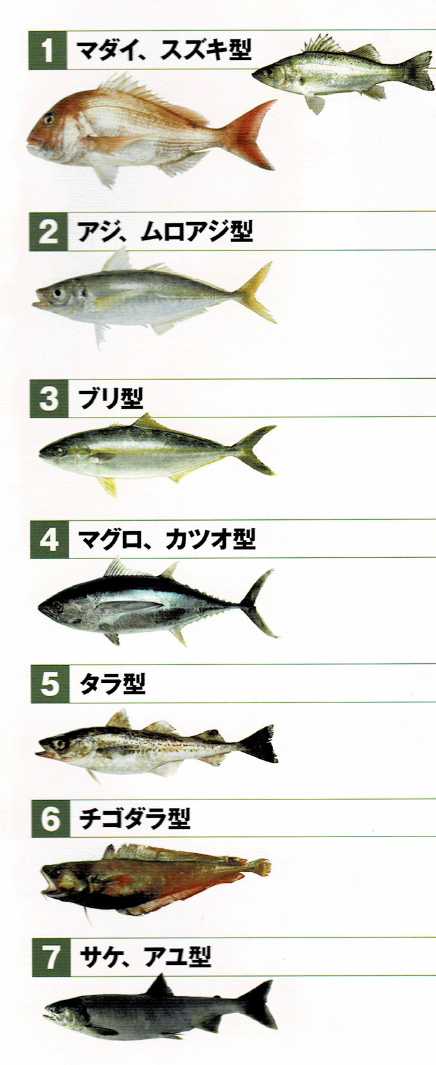 1 マダイ、スズキ型
2 アジ、ムロアジ型
3 ブリ型
4 マグロ、カツオ型
5 タラ型
6 チゴダラ型
7 サケ、アユ型